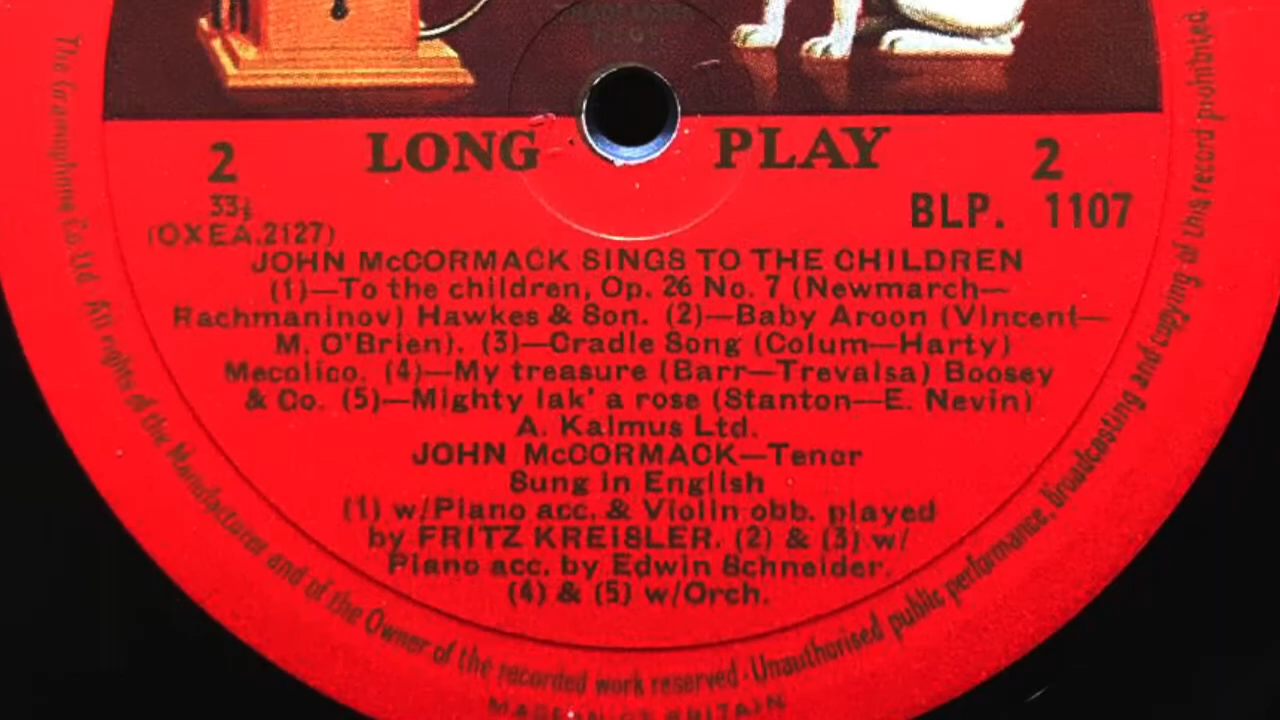 2 LONG PLAY 2
33⅓ BLP. 1107
(OXEA.2127)
JOHN McCORMACK SINGS TO THE CHILDREN
(1)—To the children, Op. 26 No. 7 (Newmarch—
Rachmaninov) Hawkes & Son. (2)—Baby Aroon (Vincent—
M. O'Brien). (3)—Cradle Song (Colum—Harty)
Mecolico. (4)—My treasure (Barr—Trevalsa) Boosey
& Co. (5)—Mighty lak' a rose (Stanton—E. Nevin)
A. Kalmus Ltd.
JOHN McCORMACK—Tenor
Sung in English
(1) w/Piano acc. & Violin obb. played
by FRITZ KREISLER. (2) & (3) w/
Piano acc. by Edwin Schneider.
(4) & (5) w/Orch.
The Gramophone Co. Ltd. All rights of the Manufacturer and of the Owner of the recorded work reserved · Unauthorised public performance, broadcasting and copying of this record prohibited.